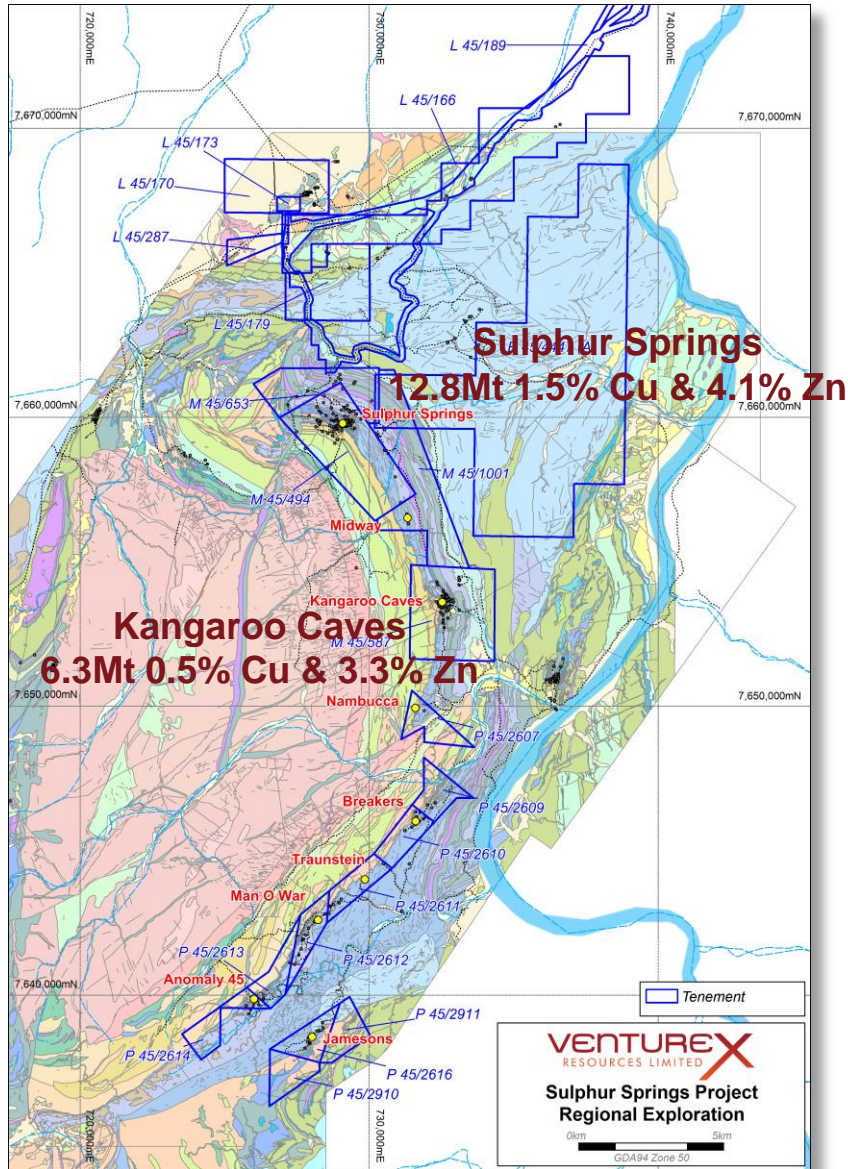 720,000mE
730,000mE
740,000mE
L 45/189
L 45/166
7,670,000mN
7,670,000mN
L 45/173
L 45/170
L 45/287
L 45/179
Sulphur Springs
12.8Mt 1.5% Cu & 4.1% Zn
M 45/653
Sulphur Springs
7,660,000mN
7,660,000mN
M 45/1001
M 45/494
Midway
Kangaroo Caves
Kangaroo Caves
M 45/587
6.3Mt 0.5% Cu & 3.3% Zn
Nambucca
7,650,000mN
7,650,000mN
P 45/2607
Breakers
P 45/2609
P 45/2610
Traunstein
Man O War
P 45/2611
P 45/2613
P 45/2612
Anomaly 45
7,640,000mN
7,640,000mN
Tenement
P 45/2911
Jamesons
P 45/2614
P 45/2616
P 45/2910
VENTUREX
RESOURCES LIMITED
Sulphur Springs Project
Regional Exploration
0km 5km
GDA94 Zone 50
720,000mE
730,000mE